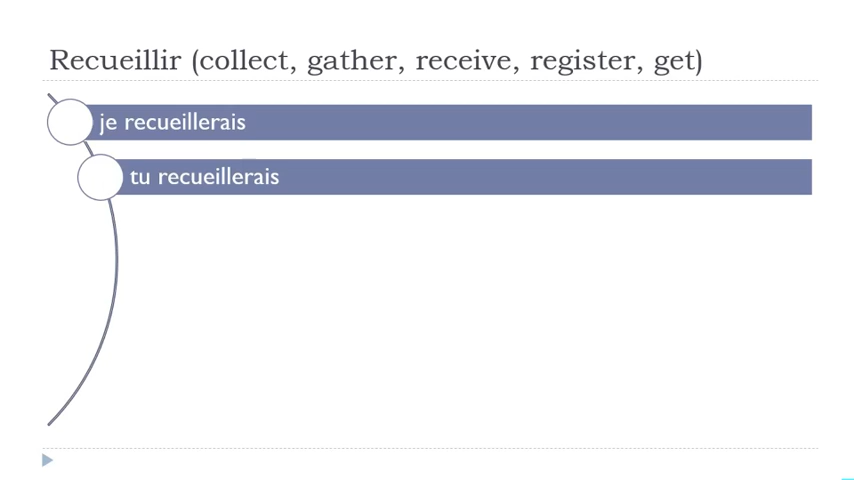 Recueillir (collect, gather, receive, register, get)
je recueillerais
tu recueillerais